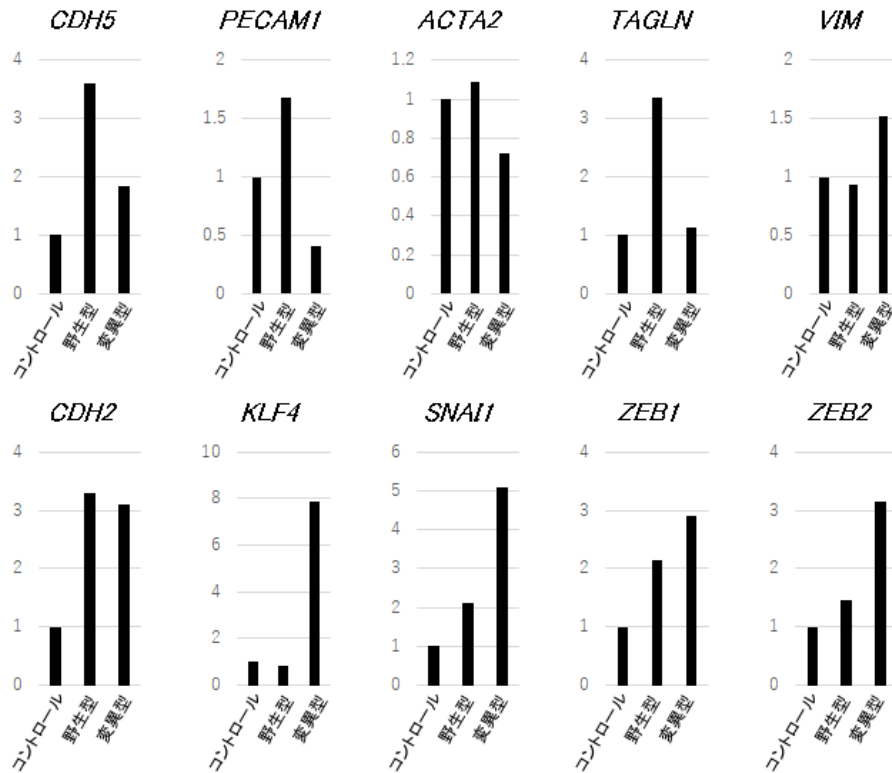 CDH5
4
3
2
1
0
コントロール
野生型
変異型
PECAM1
2
1.5
1
0.5
0
コントロール
野生型
変異型
ACTA2
1.2
1
0.8
0.6
0.4
0.2
0
コントロール
野生型
変異型
TAGLN
4
3
2
1
0
コントロール
野生型
変異型
VIM
2
1.5
1
0.5
0
コントロール
野生型
変異型
CDH2
4
3
2
1
0
コントロール
野生型
変異型
KLF4
10
8
6
4
2
0
コントロール
野生型
変異型
SNAI1
6
5
4
3
2
1
0
コントロール
野生型
変異型
ZEB1
4
3
2
1
0
コントロール
野生型
変異型
ZEB2
4
3
2
1
0
コントロール
野生型
変異型